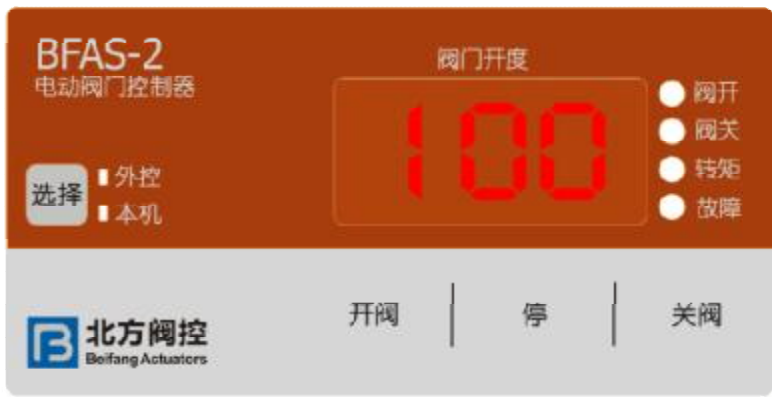 BFAS-2
电动阀门控制器
阀门开度
100
阀开
阀关
转矩
故障
选择
外控
本机
北方阀控
Beifang Actuators
开阀
停
关阀